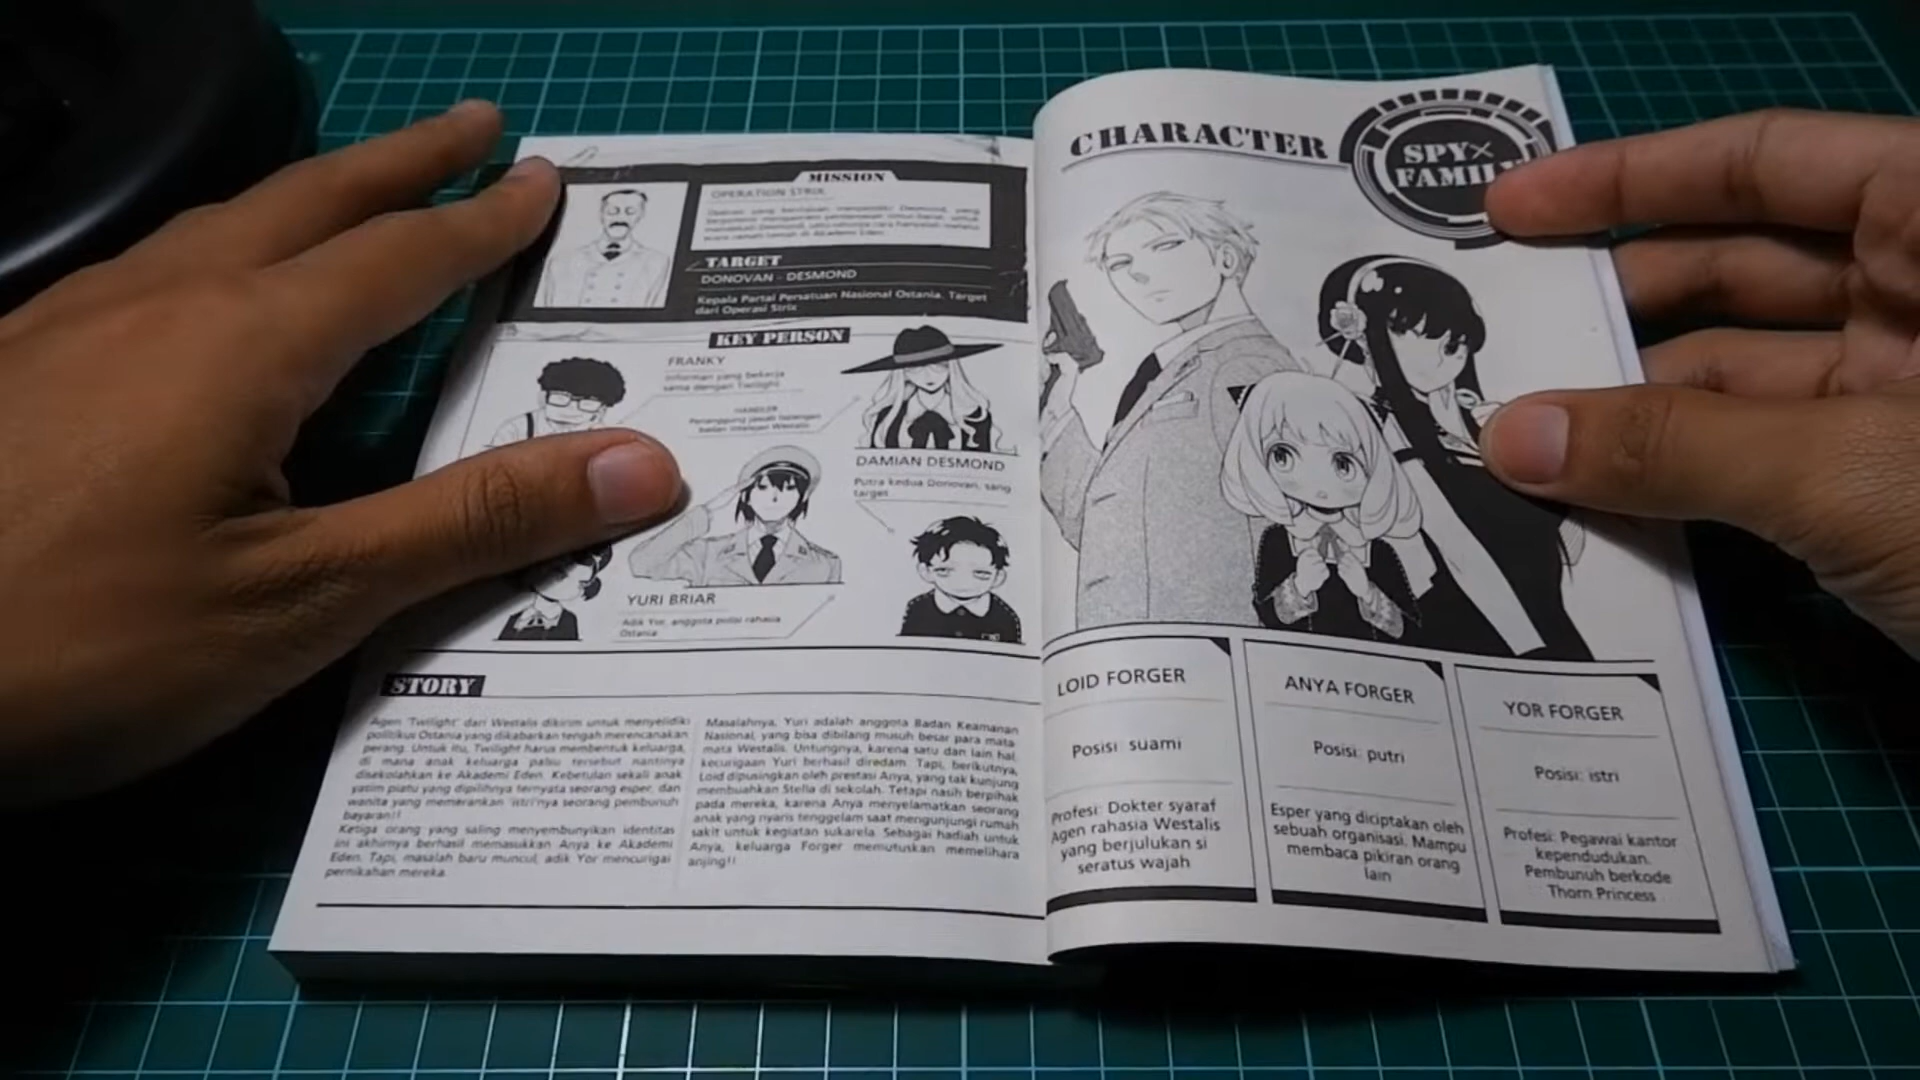 MISSION
OPERATION STRIX
TARGET
DONOVAN - DESMOND
Kepala Partai Persatuan Nasional Ostania. Target
dari Operasi Strix
KEY PERSON
FRANKY
Informan yang bekerja
sama dengan Twilight
HANDLER
Penanggung jawab
badan intelijen Westalis
DAMIAN DESMOND
Putra kedua Donovan, sang
target
YURI BRIAR
Adik Yor, anggota polisi rahasia
Ostania
STORY
Agen 'Twilight' dari Westalis dikirim untuk menyelidiki
politikus Ostania yang dikabarkan tengah merencanakan
perang. Untuk itu, Twilight harus membentuk keluarga,
di mana anak keluarga palsu tersebut nantinya
disekolahkan ke Akademi Eden. Kebetulan sekali anak
yatim piatu yang dipilihnya ternyata seorang esper, dan
wanita yang memerankan 'istri'nya seorang pembunuh
bayaran!!
Ketiga orang yang saling menyembunyikan identitas
ini akhirnya berhasil memasukkan Anya ke Akademi
Eden. Tapi, masalah baru muncul, adik Yor mencurigai
pernikahan mereka.
Masalahnya, Yuri adalah anggota Badan Keamanan
Nasional, yang bisa dibilang musuh besar para mata-
mata Westalis. Untungnya, karena satu dan lain hal,
kecurigaan Yuri berhasil diredam. Tapi, berikutnya,
Loid dipusingkan oleh prestasi Anya, yang tak kunjung
membuahkan Stella di sekolah. Tetapi nasib berpihak
pada mereka, karena Anya menyelamatkan seorang
anak yang nyaris tenggelam saat mengunjungi rumah
sakit untuk kegiatan sukarela. Sebagai hadiah untuk
Anya, keluarga Forger memutuskan memelihara
anjing!!
CHARACTER
SPY×
FAMILY
LOID FORGER
Posisi: suami
Profesi: Dokter syaraf
Agen rahasia Westalis
yang berjulukan si
seratus wajah
ANYA FORGER
Posisi: putri
Esper yang diciptakan oleh
sebuah organisasi. Mampu
membaca pikiran orang
lain
YOR FORGER
Posisi: istri
Profesi: Pegawai kantor
kependudukan.
Pembunuh berkode
Thorn Princess